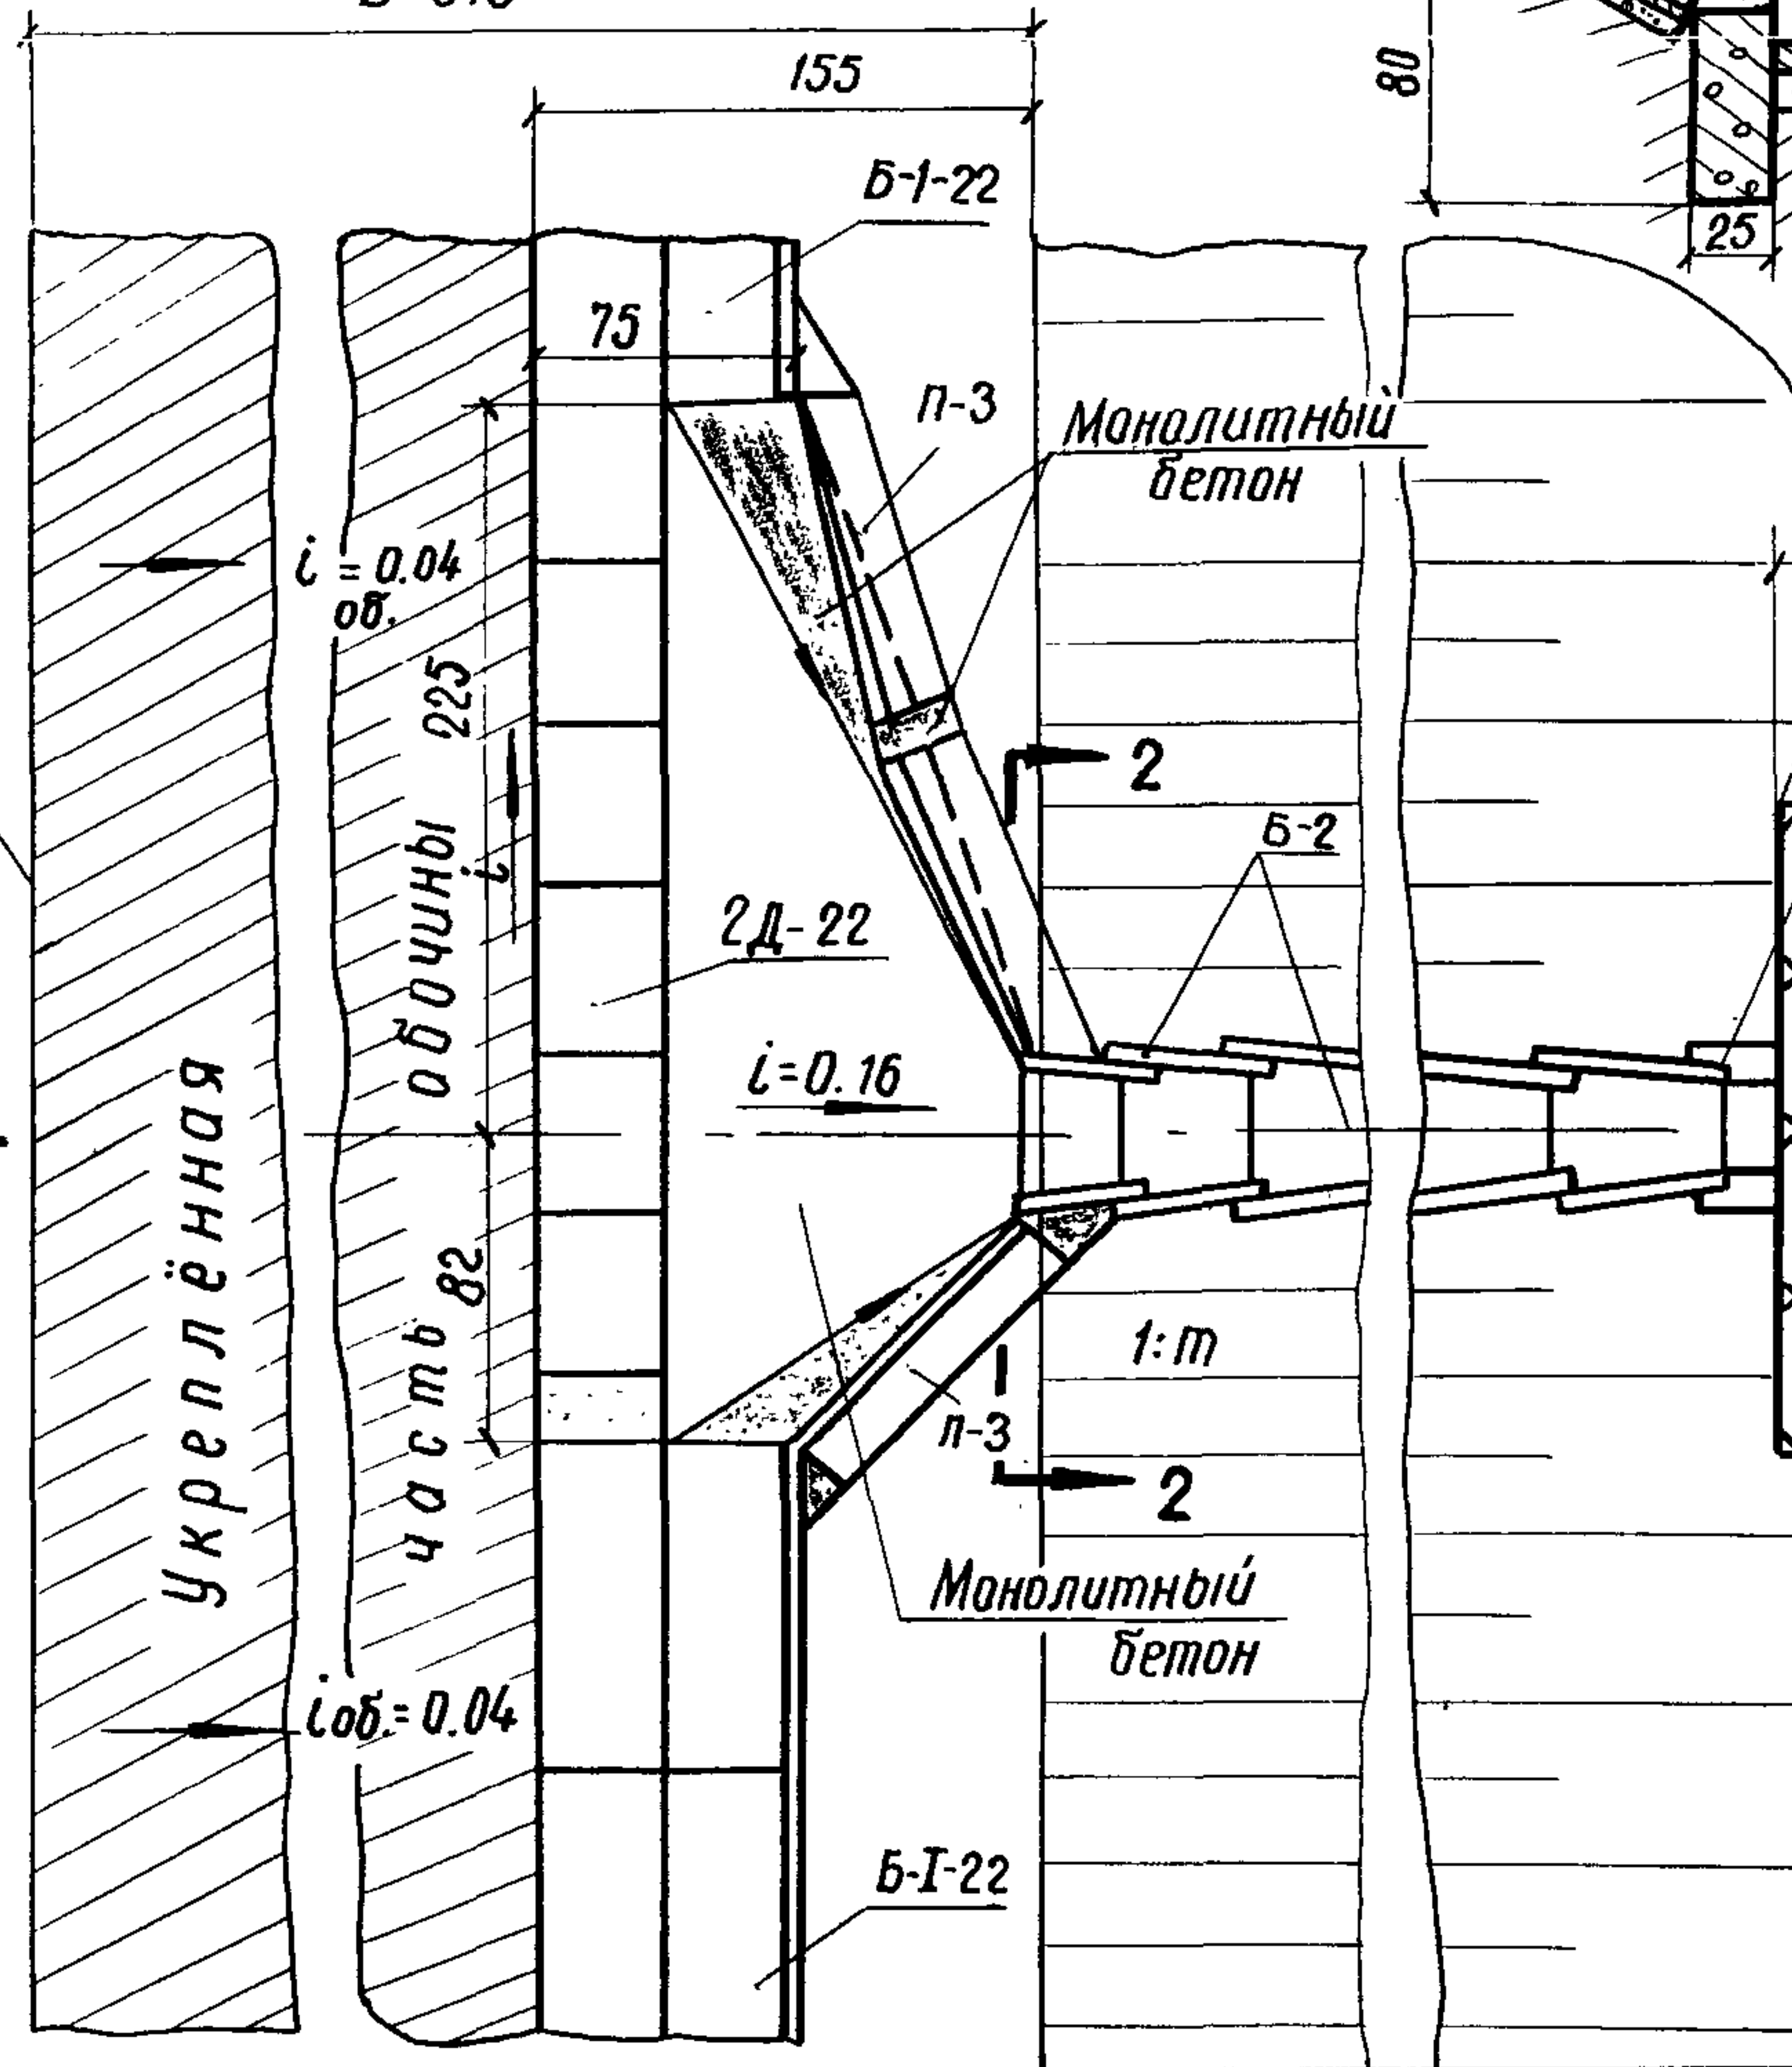 155
80
Б-1-22
25
75
П-3
Монолитный
бетон
i = 0.04
об.
225
2
Б-2
i
2Д-22
обочины
i=0.16
Укреплённая
82
часть
1:m
П-3
2
Монолитный
бетон
iоб.= 0.04
Б-I-22